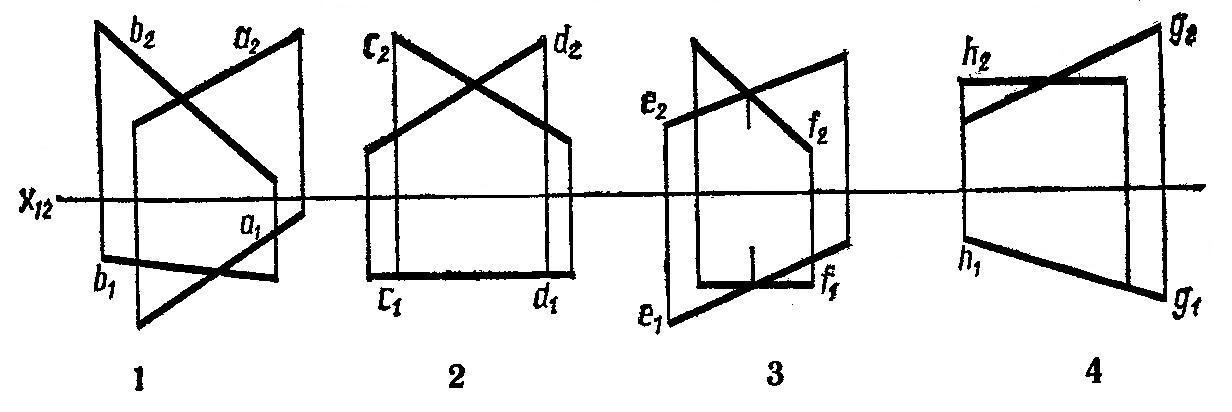 b₂ a₂ c₂ d₂ e₂ f₂ h₂ g₂
x₁₂
b₁ a₁ c₁ d₁ e₁ f₁ h₁ g₁
1 2 3 4